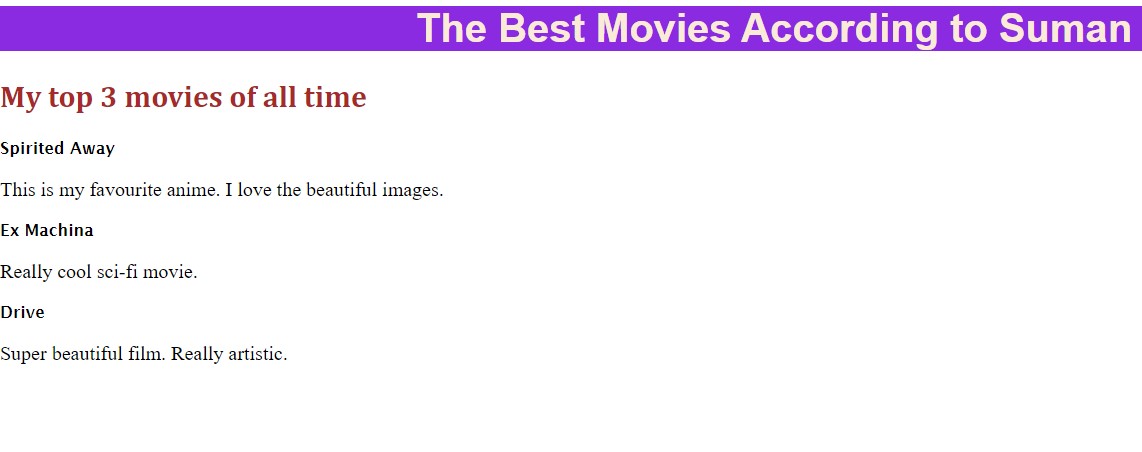 The Best Movies According to Suman
My top 3 movies of all time
Spirited Away
This is my favourite anime. I love the beautiful images.
Ex Machina
Really cool sci-fi movie.
Drive
Super beautiful film. Really artistic.